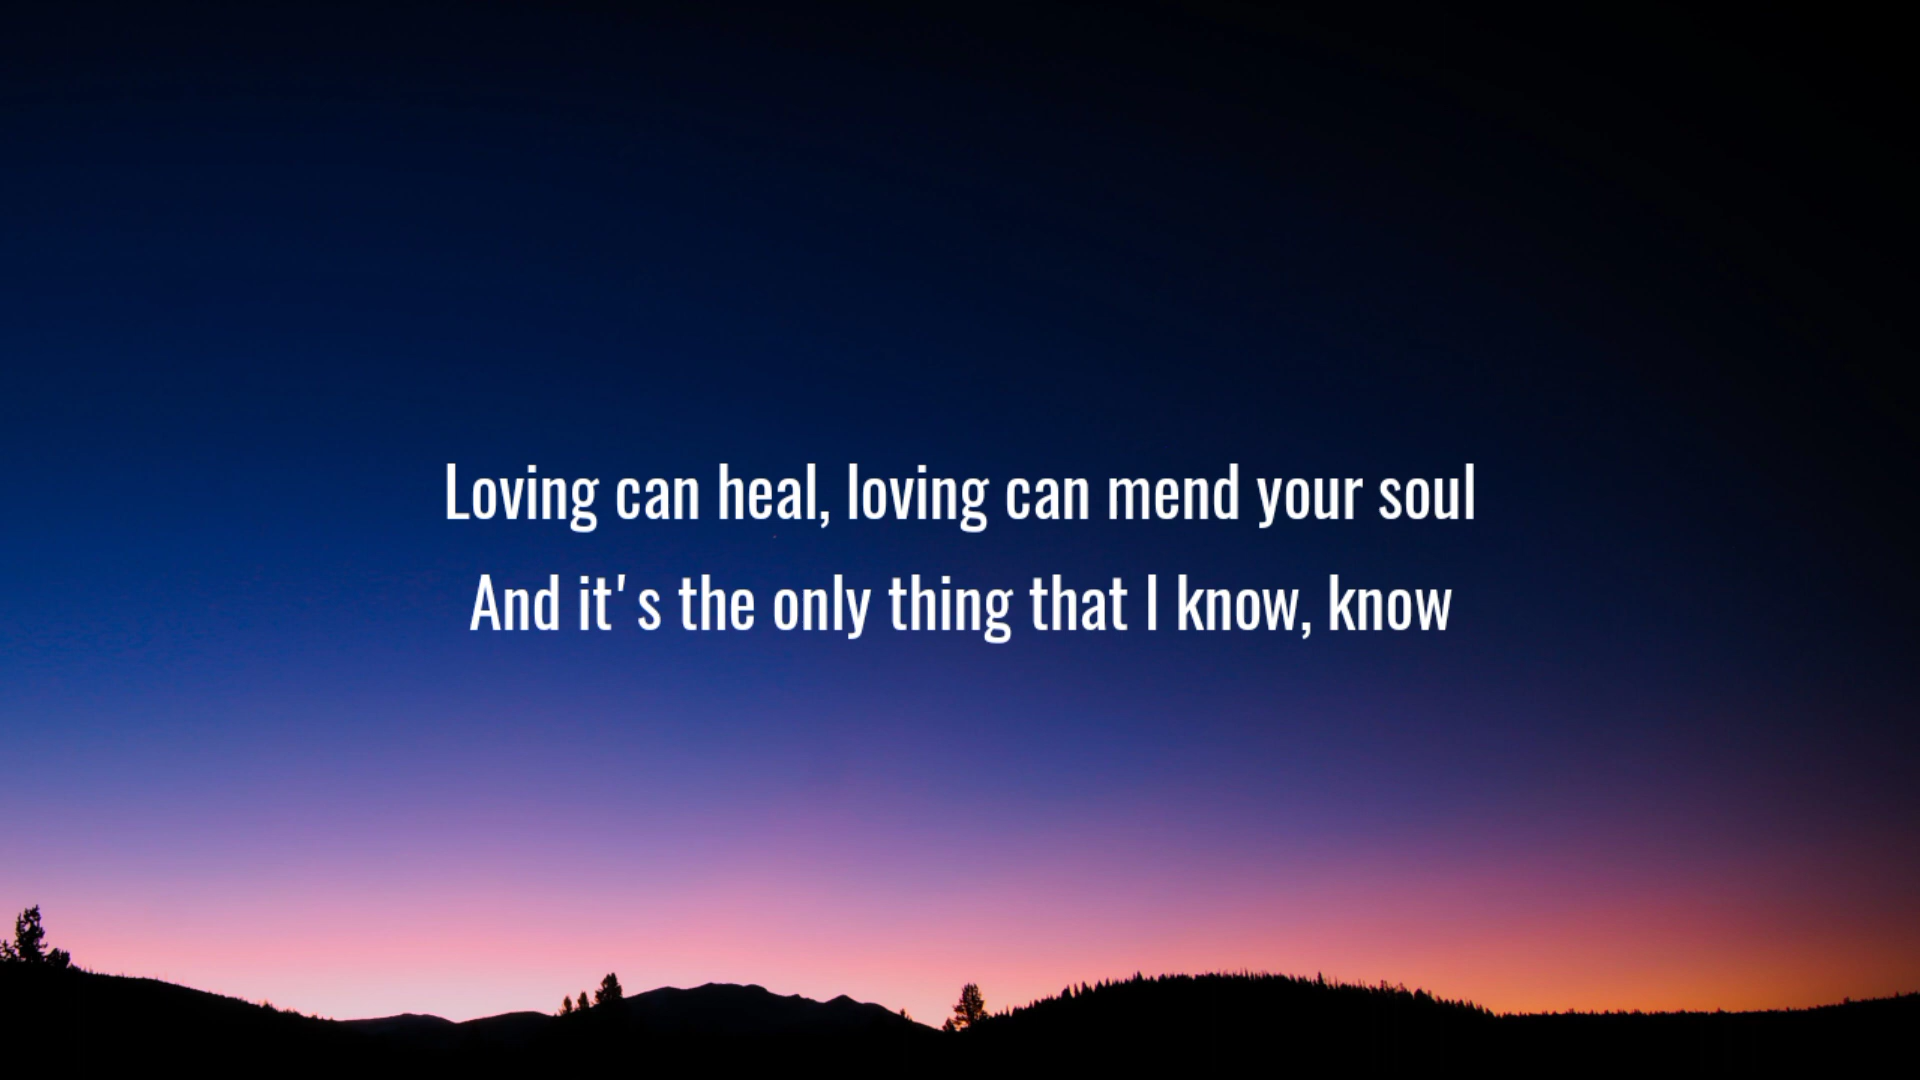 Loving can heal, loving can mend your soul
And it's the only thing that I know, know